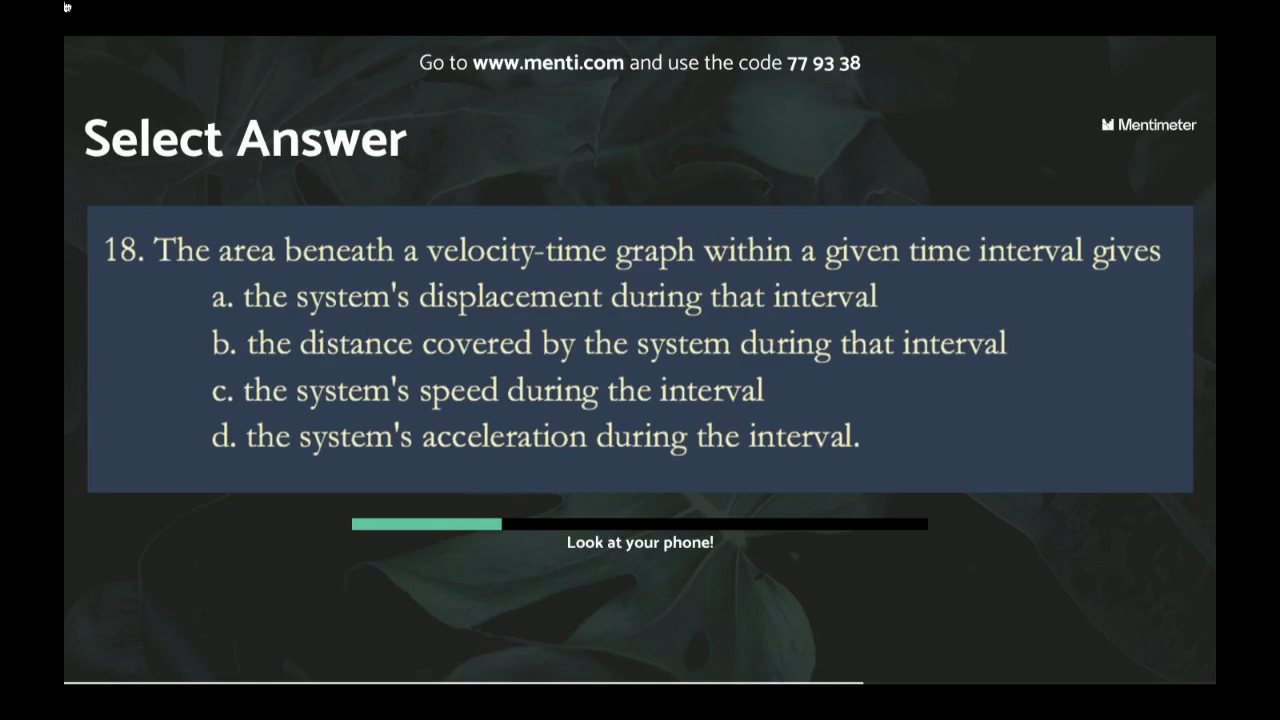 Go to www.menti.com and use the code 77 93 38
Select Answer
Mentimeter
18. The area beneath a velocity-time graph within a given time interval gives
a. the system's displacement during that interval
b. the distance covered by the system during that interval
c. the system's speed during the interval
d. the system's acceleration during the interval.
Look at your phone!